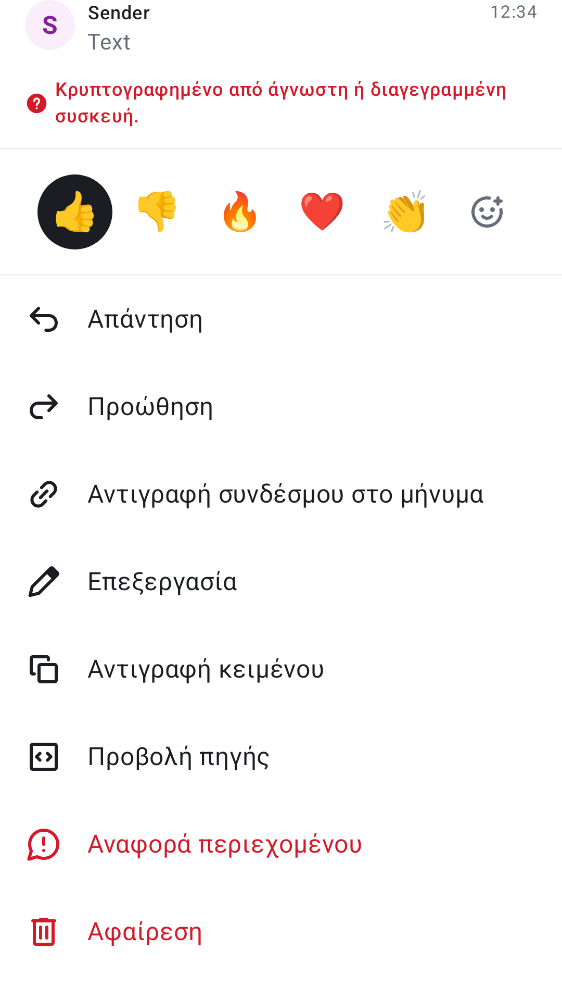 S
Sender
12:34
Text
Κρυπτογραφημένο από άγνωστη ή διαγεγραμμένη
συσκευή.
👍 👎 🔥 ❤️ 👏
Απάντηση
Προώθηση
Αντιγραφή συνδέσμου στο μήνυμα
Επεξεργασία
Αντιγραφή κειμένου
Προβολή πηγής
Αναφορά περιεχομένου
Αφαίρεση